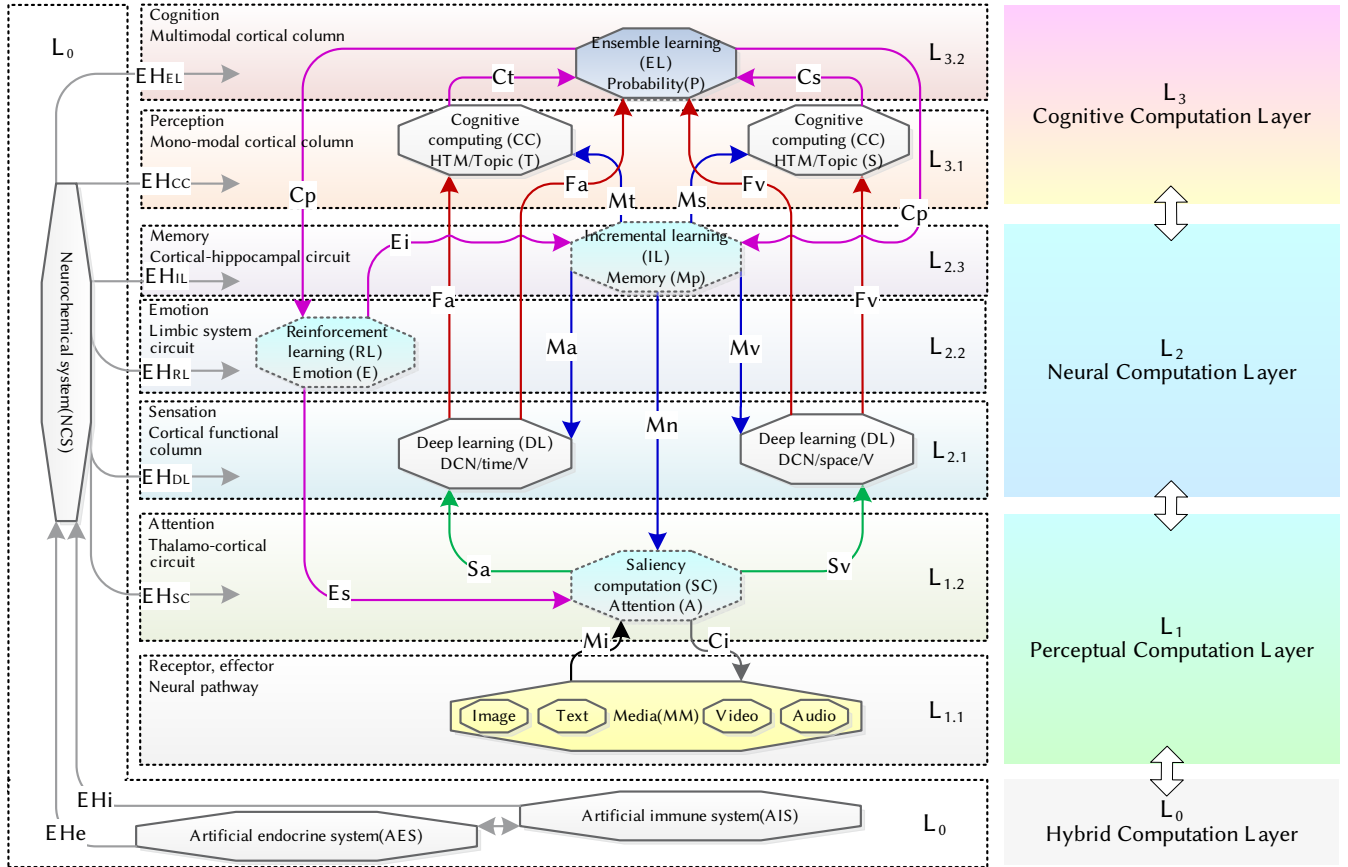 L0
Cognition
Multimodal cortical column
Ensemble learning
(EL)
Probability(P)
L3.2
EHEL
Ct
Cs
Perception
Mono-modal cortical column
Cognitive
computing (CC)
HTM/Topic (T)
Cognitive
computing (CC)
HTM/Topic (S)
L3.1
EHCC
Cp
Fa
Mt
Ms
Fv
Cp
Memory
Cortical-hippocampal circuit
Ei
Incremental learning
(IL)
Memory (Mp)
L2.3
EHIL
Fa
Fv
Emotion
Limbic system
circuit
Reinforcement
learning (RL)
Emotion (E)
Ma
Mv
L2.2
EHRL
Neurochemical system(NCS)
Sensation
Cortical functional
column
Deep learning (DL)
DCN/time/V
Mn
Deep learning (DL)
DCN/space/V
L2.1
EHDL
Attention
Thalamo-cortical
circuit
Sa
Sv
Saliency
computation (SC)
Attention (A)
L1.2
EHSC
Es
Mi
Ci
Receptor, effector
Neural pathway
Image
Text
Media(MM)
Video
Audio
L1.1
EHi
EHe
Artificial endocrine system(AES)
Artificial immune system(AIS)
L0
L3
Cognitive Computation Layer
L2
Neural Computation Layer
L1
Perceptual Computation Layer
L0
Hybrid Computation Layer